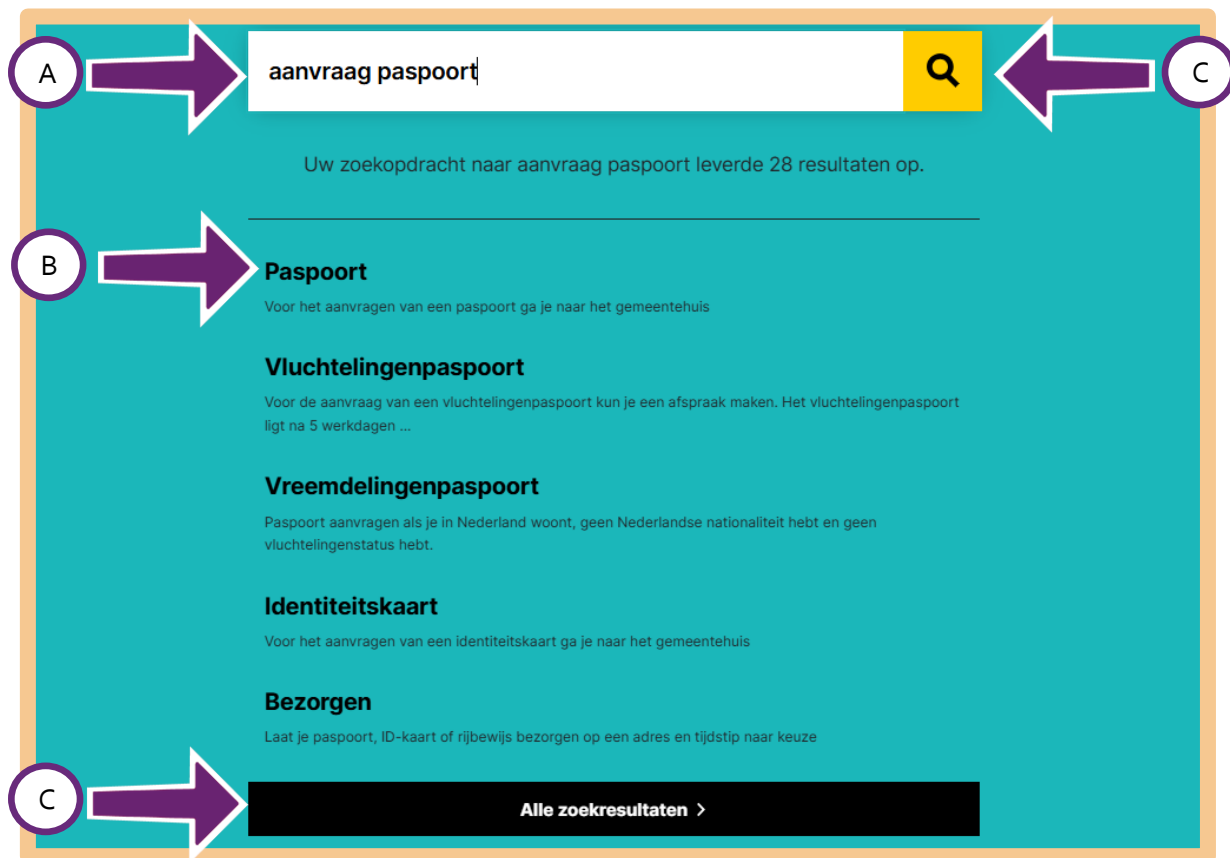 A
aanvraag paspoort
C
Uw zoekopdracht naar aanvraag paspoort leverde 28 resultaten op.
B
Paspoort
Voor het aanvragen van een paspoort ga je naar het gemeentehuis
Vluchtelingenpaspoort
Voor de aanvraag van een vluchtelingenpaspoort kun je een afspraak maken. Het vluchtelingenpaspoort
ligt na 5 werkdagen ...
Vreemdelingenpaspoort
Paspoort aanvragen als je in Nederland woont, geen Nederlandse nationaliteit hebt en geen
vluchtelingenstatus hebt.
Identiteitskaart
Voor het aanvragen van een identiteitskaart ga je naar het gemeentehuis
Bezorgen
Laat je paspoort, ID-kaart of rijbewijs bezorgen op een adres en tijdstip naar keuze
C
Alle zoekresultaten >